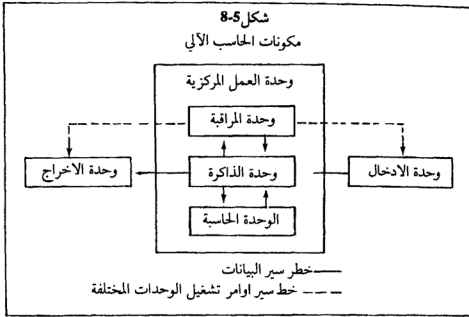 شكل 5-8
مكونات الحاسب الآلي
وحدة العمل المركزية
وحدة المراقبة
وحدة الادخال
وحدة الذاكرة
وحدة الاخراج
الوحدة الحاسبة
خطر سير البيانات
خط سير اوامر تشغيل الوحدات المختلفة